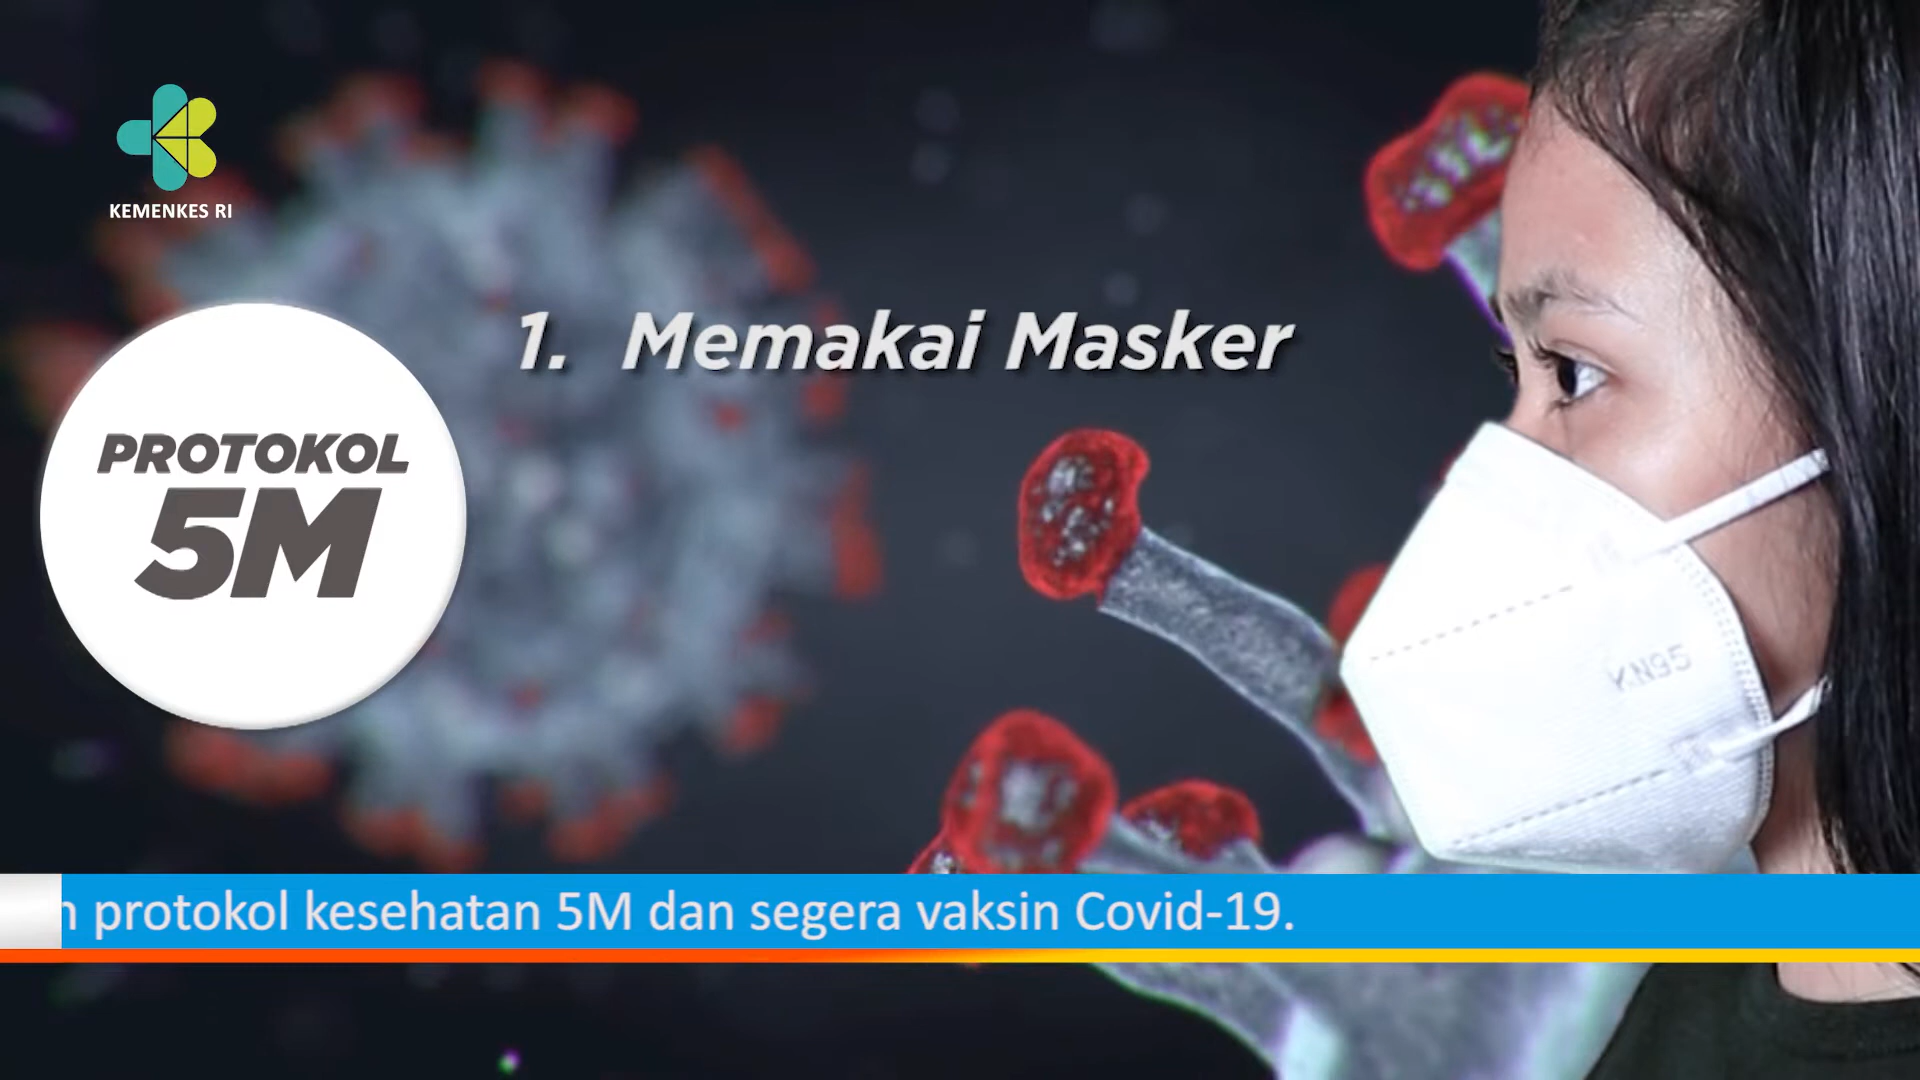 KEMENKES RI
1. Memakai Masker
PROTOKOL
5M
KN95
protokol kesehatan 5M dan segera vaksin Covid-19.